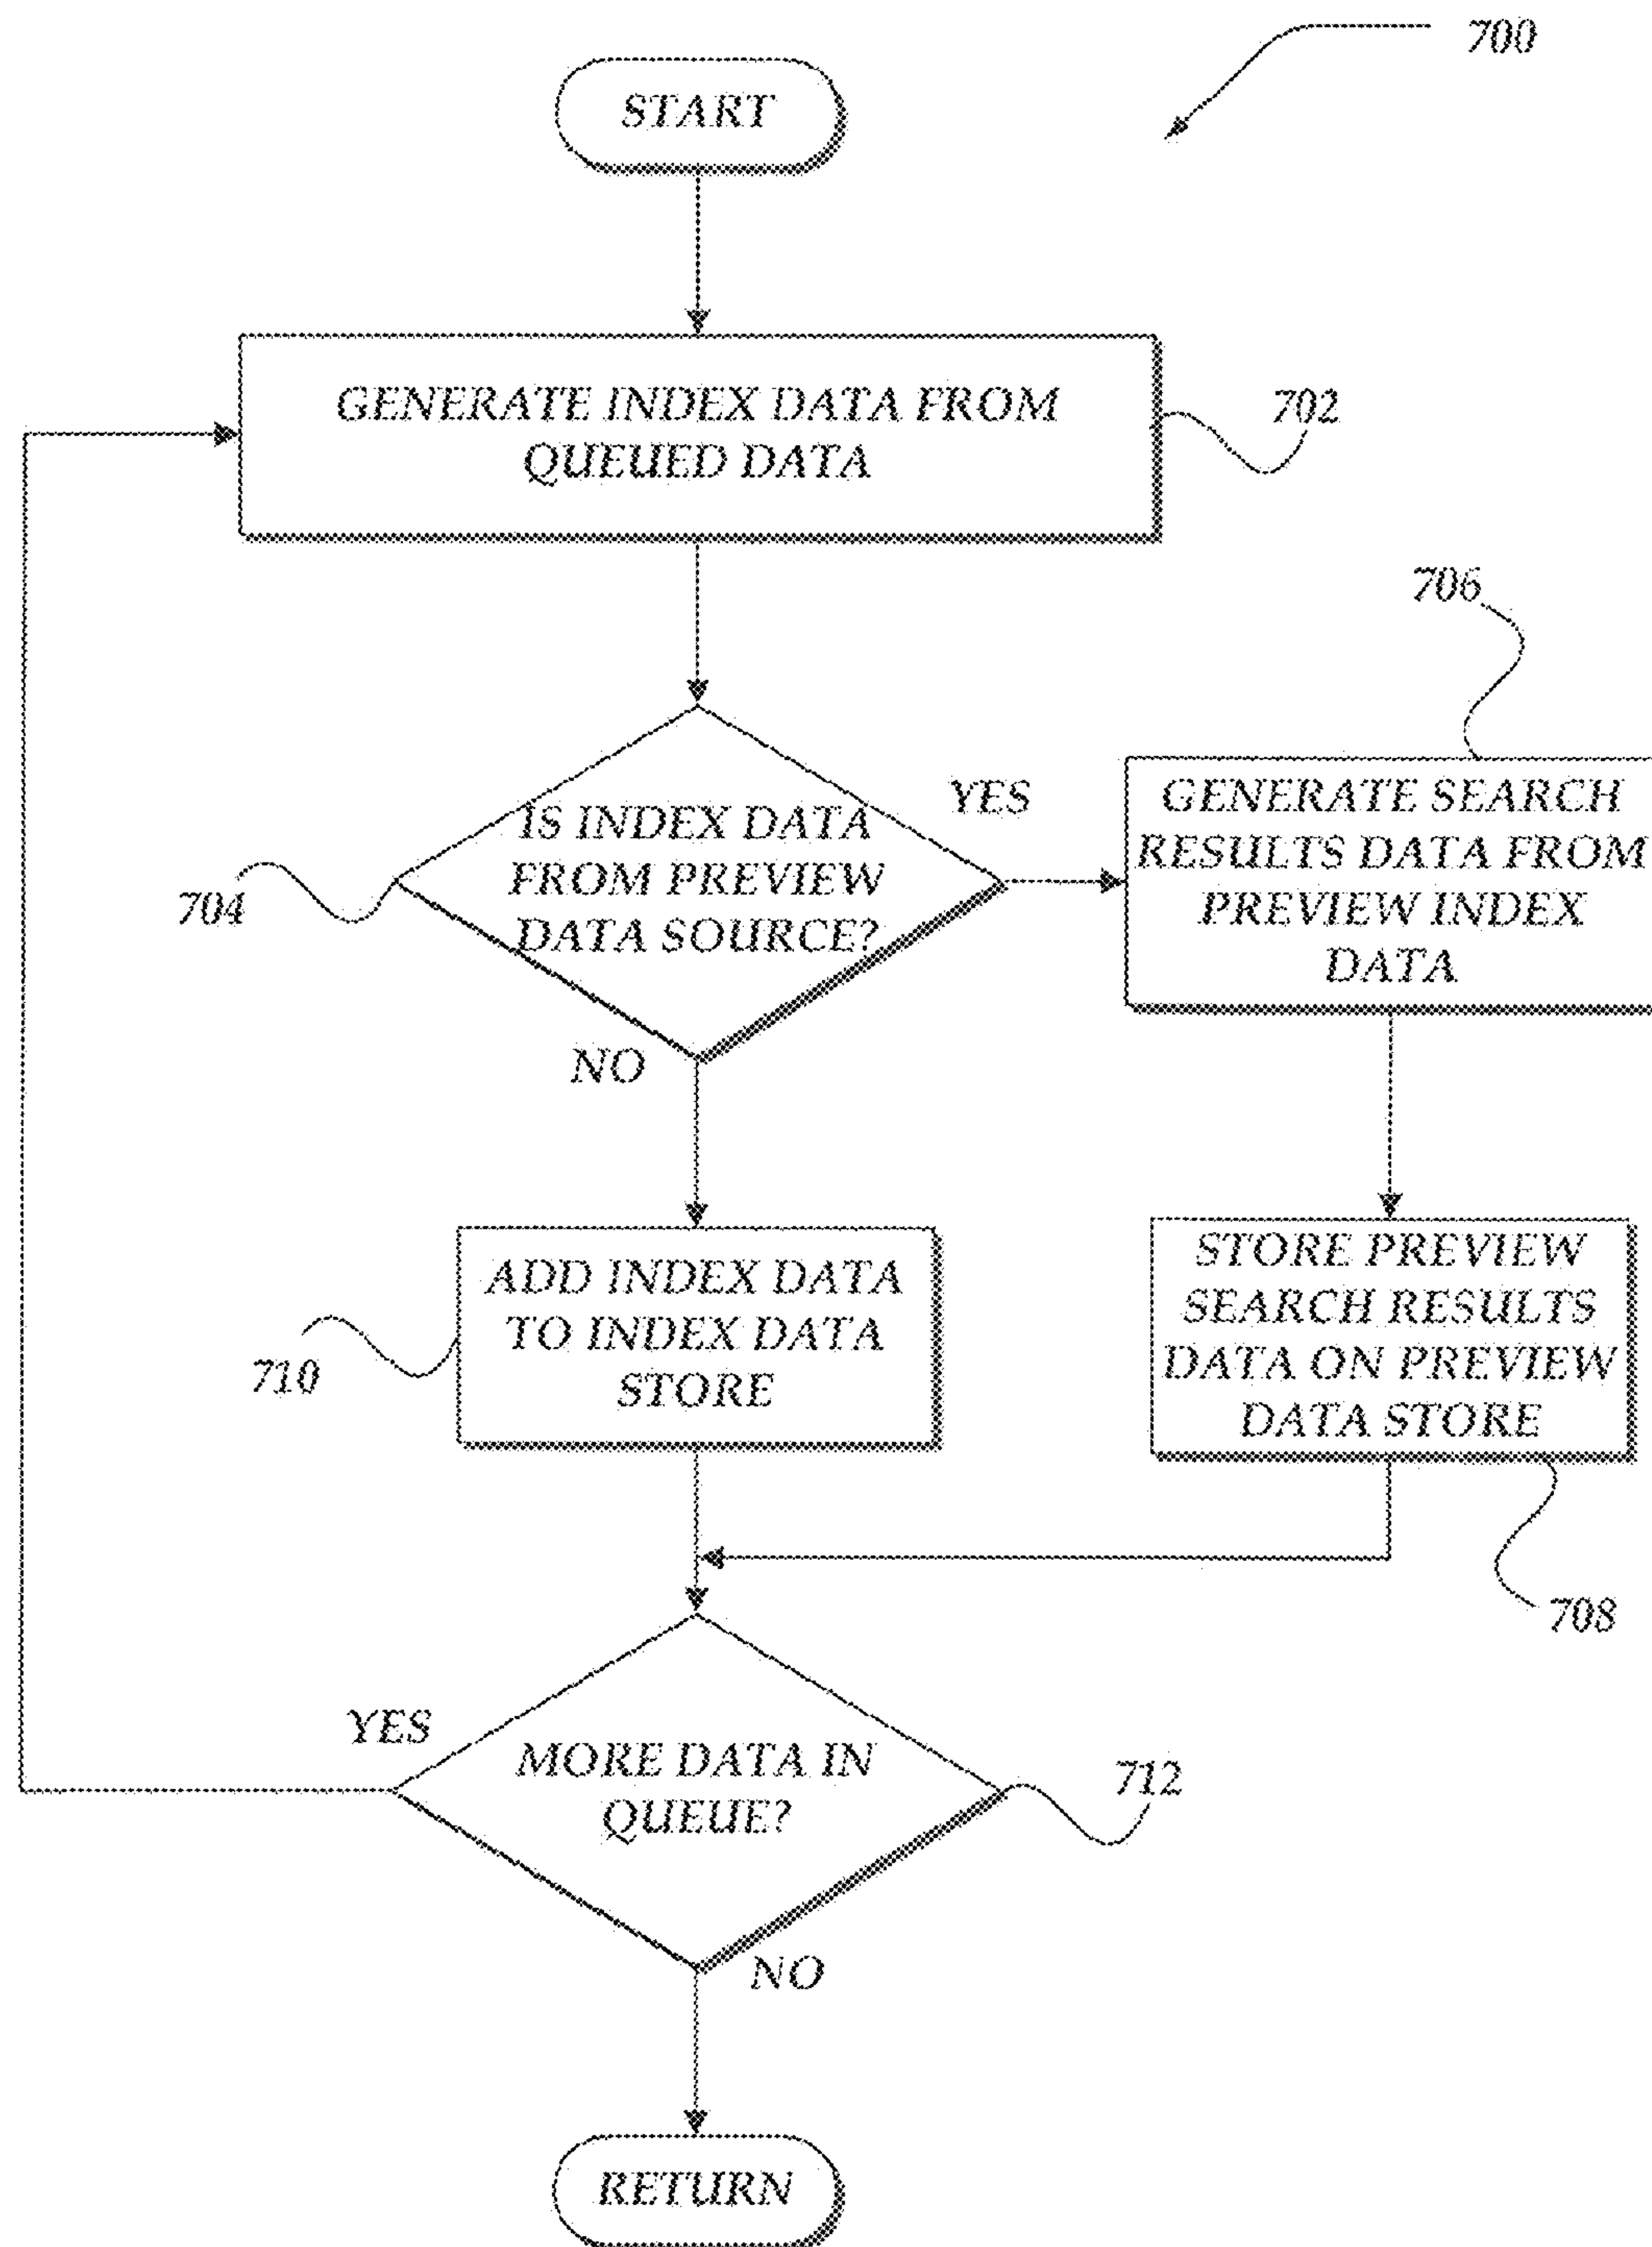 700
START
GENERATE INDEX DATA FROM
QUEUED DATA
702
706
IS INDEX DATA
FROM PREVIEW
DATA SOURCE?
YES
704
NO
GENERATE SEARCH
RESULTS DATA FROM
PREVIEW INDEX
DATA
ADD INDEX DATA
TO INDEX DATA
STORE
710
STORE PREVIEW
SEARCH RESULTS
DATA ON PREVIEW
DATA STORE
708
YES
MORE DATA IN
QUEUE?
712
NO
RETURN